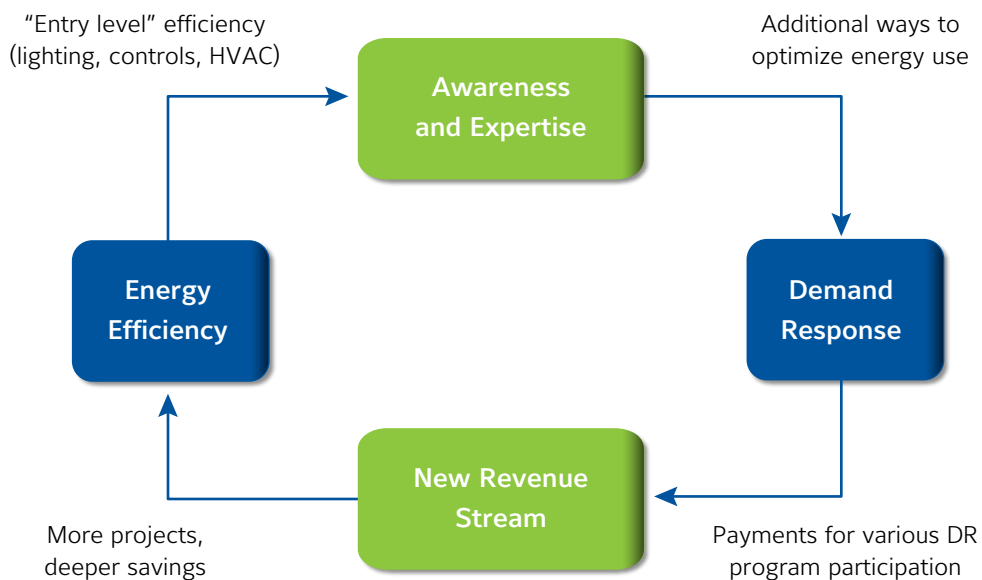 “Entry level” efficiency
(lighting, controls, HVAC)
Additional ways to
optimize energy use
Awareness
and Expertise
Energy
Efficiency
Demand
Response
New Revenue
Stream
More projects,
deeper savings
Payments for various DR
program participation